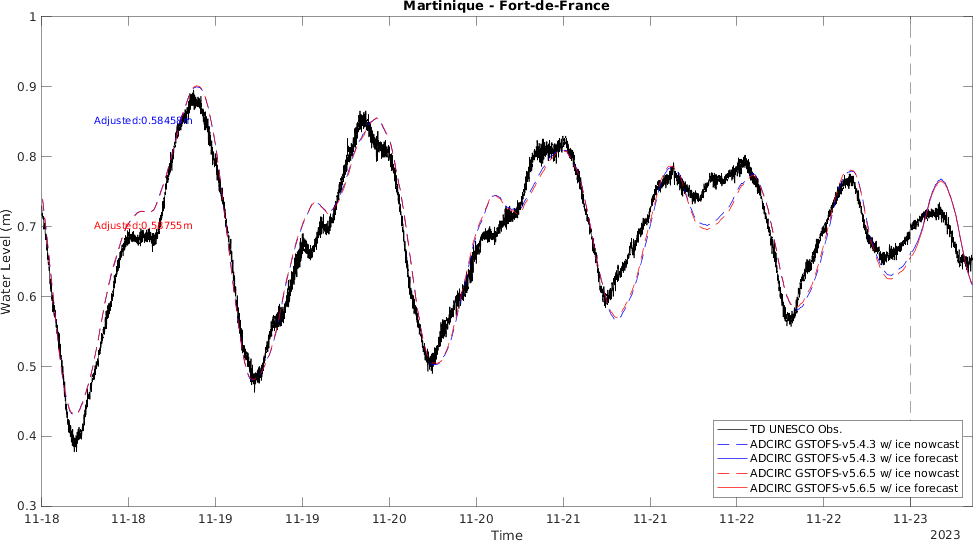 Martinique - Fort-de-France
1
0.9
0.8
0.7
0.6
0.5
0.4
0.3
Water Level (m)
Adjusted:0.58458m
Adjusted:0.58755m
TD UNESCO Obs.
ADCIRC GSTOFS-v5.4.3 w/ ice nowcast
ADCIRC GSTOFS-v5.4.3 w/ ice forecast
ADCIRC GSTOFS-v5.6.5 w/ ice nowcast
ADCIRC GSTOFS-v5.6.5 w/ ice forecast
11-18 11-18 11-19 11-19 11-20 11-20 11-21 11-21 11-22 11-22 11-23
Time
2023